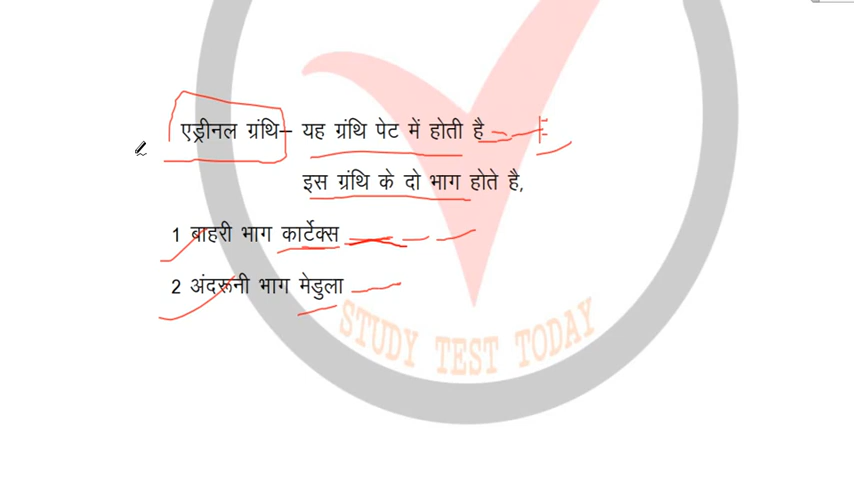 एड्रीनल ग्रंथि– यह ग्रंथि पेट में होती है
इस ग्रंथि के दो भाग होते है,
1 बाहरी भाग कार्टेक्स
2 अंदरूनी भाग मेडुला
STUDY TEST TODAY